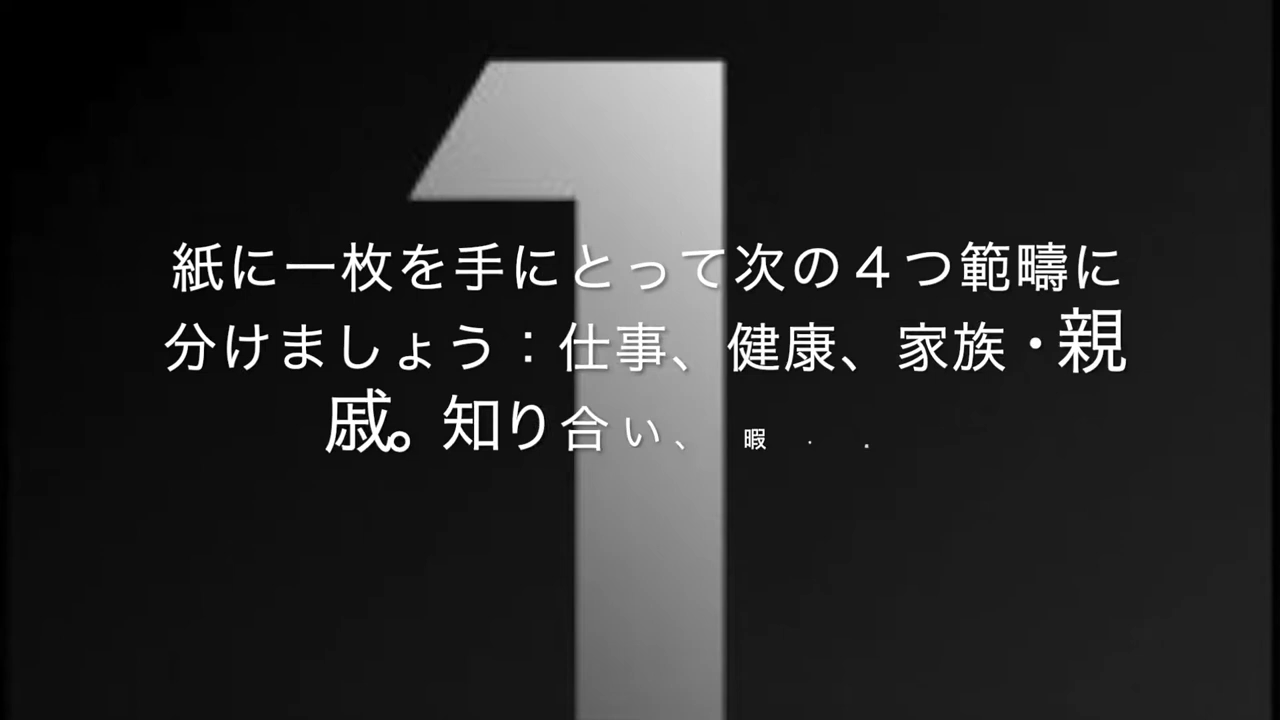 1
紙に一枚を手にとって次の４つ範疇に
分けましょう：仕事、健康、家族・親
戚。知り合い、暇